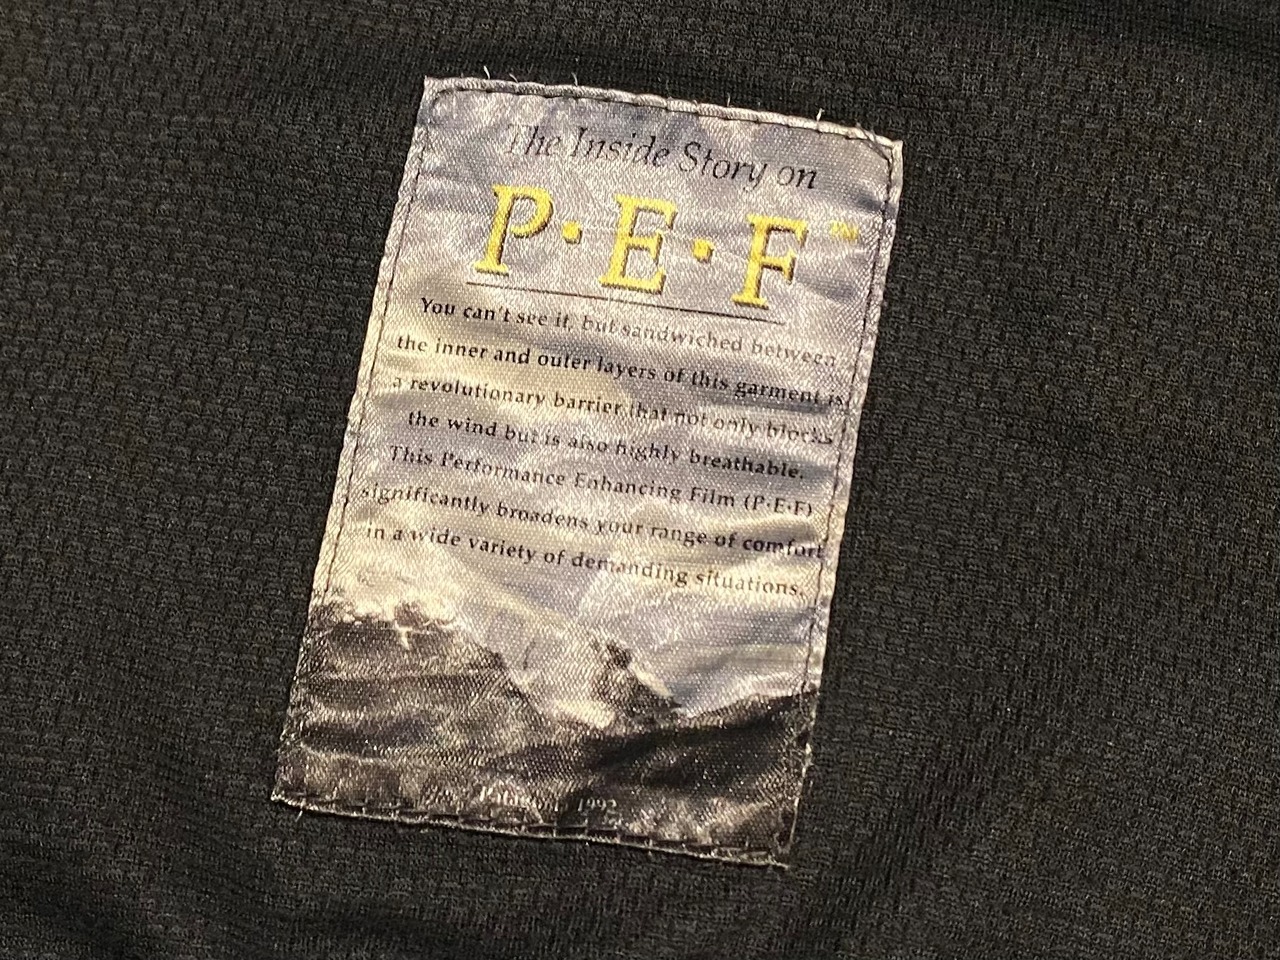 The Inside Story on
P·E·F™
You can't see it, but sandwiched between
the inner and outer layers of this garment is
a revolutionary barrier that not only blocks
the wind but is also highly breathable.
This Performance Enhancing Film (P·E·F)
significantly broadens your range of comfort
in a wide variety of demanding situations.
1992